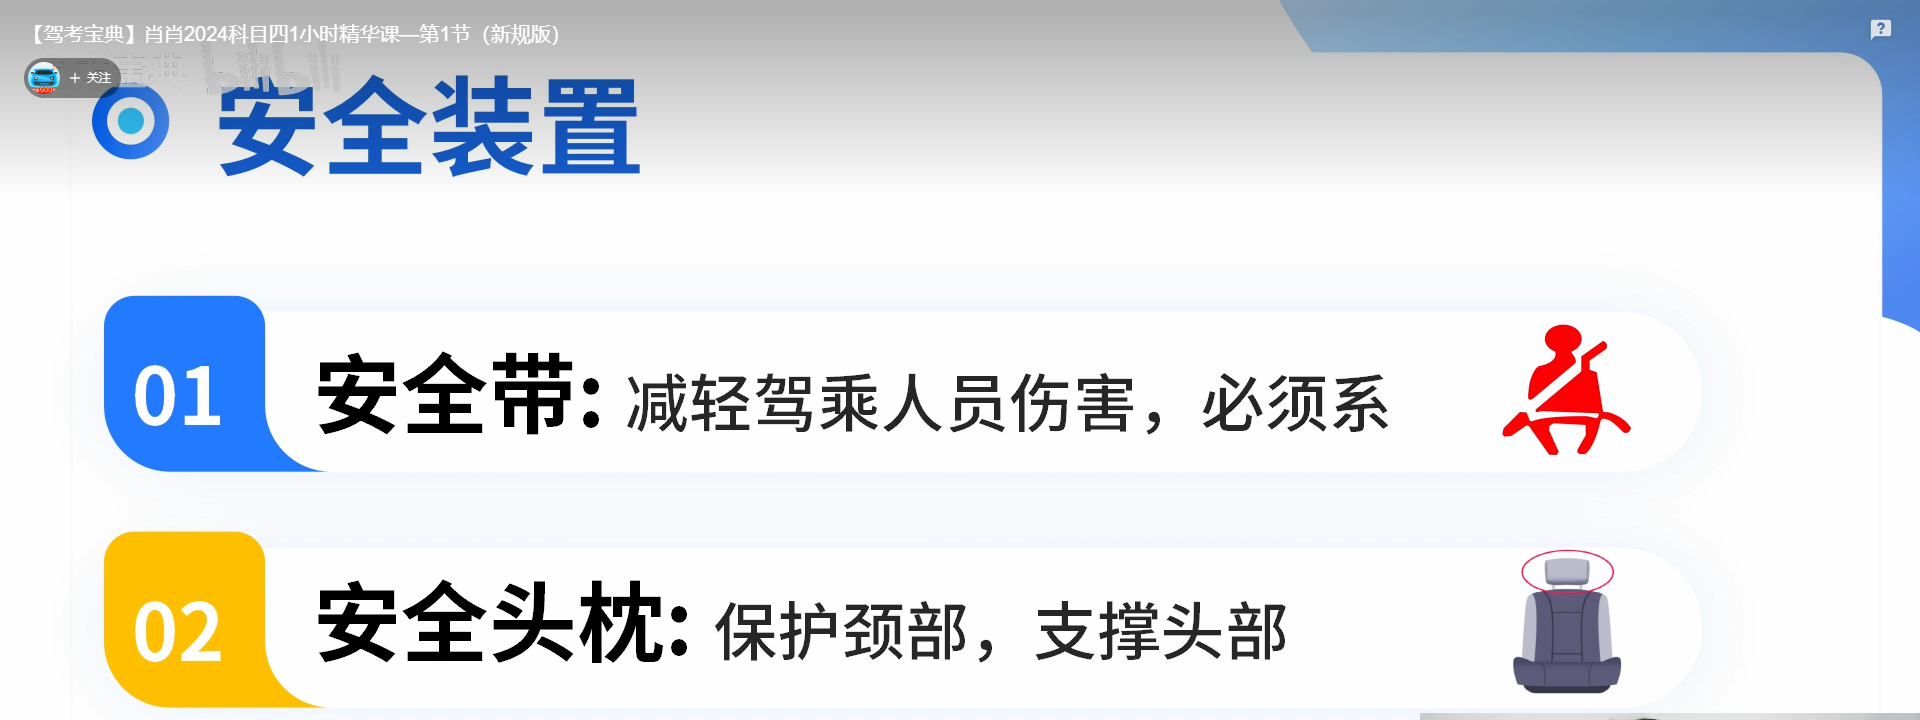 【驾考宝典】肖肖2024科目四1小时精华课—第1节（新规版）
+ 关注
安全装置
01
安全带: 减轻驾乘人员伤害，必须系
02
安全头枕: 保护颈部，支撑头部